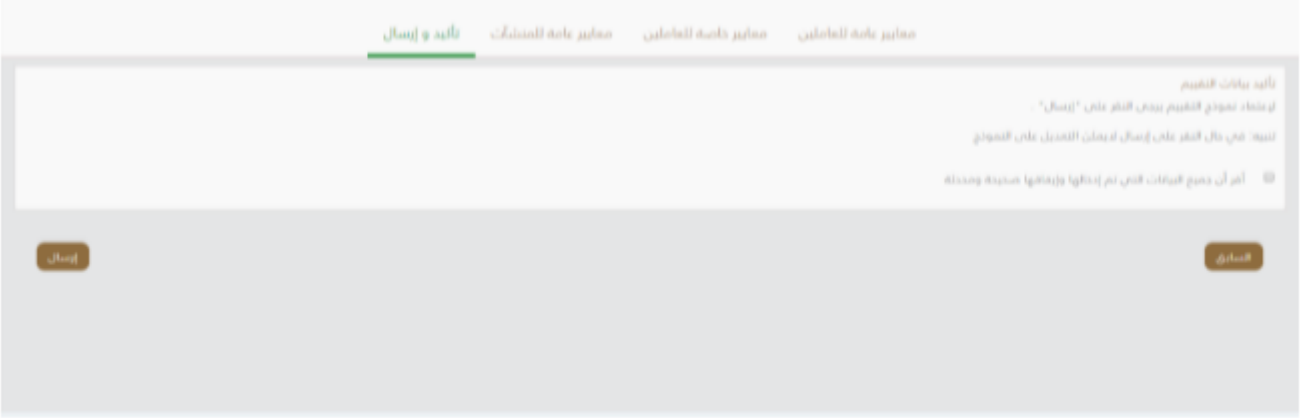 معايير عامة للعاملين
معايير خاصة للعاملين
معايير عامة للمنشآت
تأكيد و إرسال
تأكيد بيانات التقييم
لإعتماد نموذج التقييم يرجى النقر على "إرسال" .
تنبيه: في حال النقر على إرسال لايمكن التعديل على النموذج
أقر أن جميع البيانات التي تم إدخالها وإرفاقها صحيحة ومحدثة
السابق
إرسال